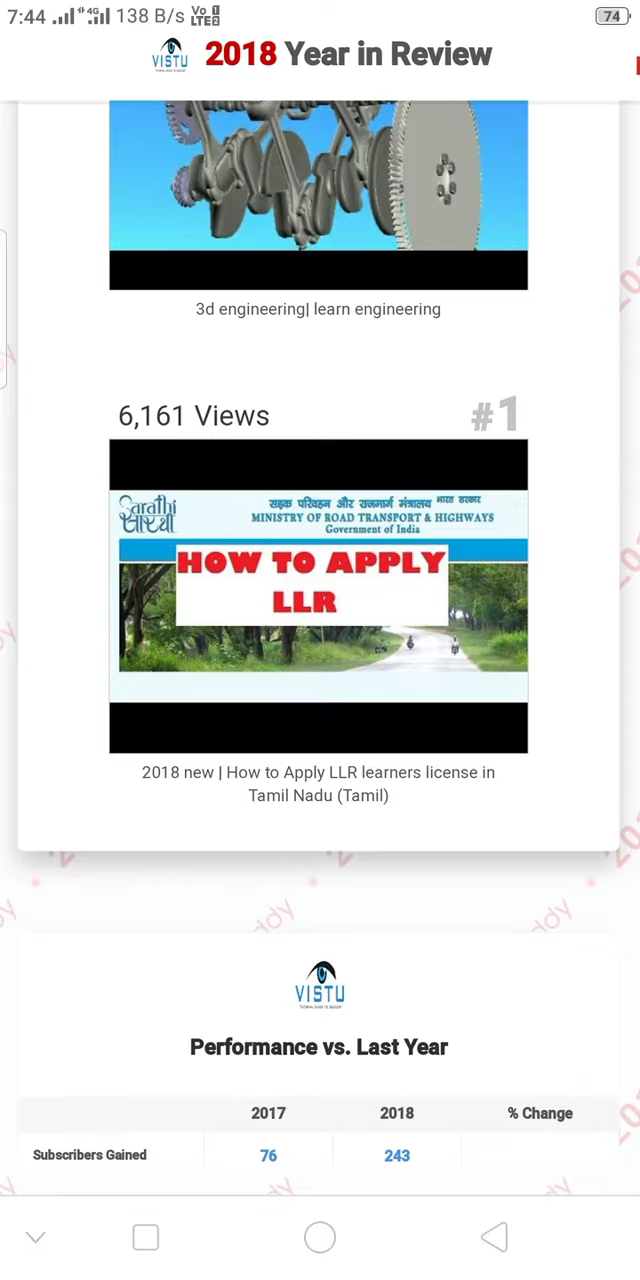 7:44 4G 138 B/s Vo LTE2 74
VISTU
2018 Year in Review
3d engineering| learn engineering
6,161 Views #1
Sarathi
सारथी
सड़क परिवहन और राजमार्ग मंत्रालय भारत सरकार
MINISTRY OF ROAD TRANSPORT & HIGHWAYS
Government of India
HOW TO APPLY
LLR
2018 new | How to Apply LLR learners license in
Tamil Nadu (Tamil)
VISTU
Performance vs. Last Year
2017 2018 % Change
Subscribers Gained 76 243